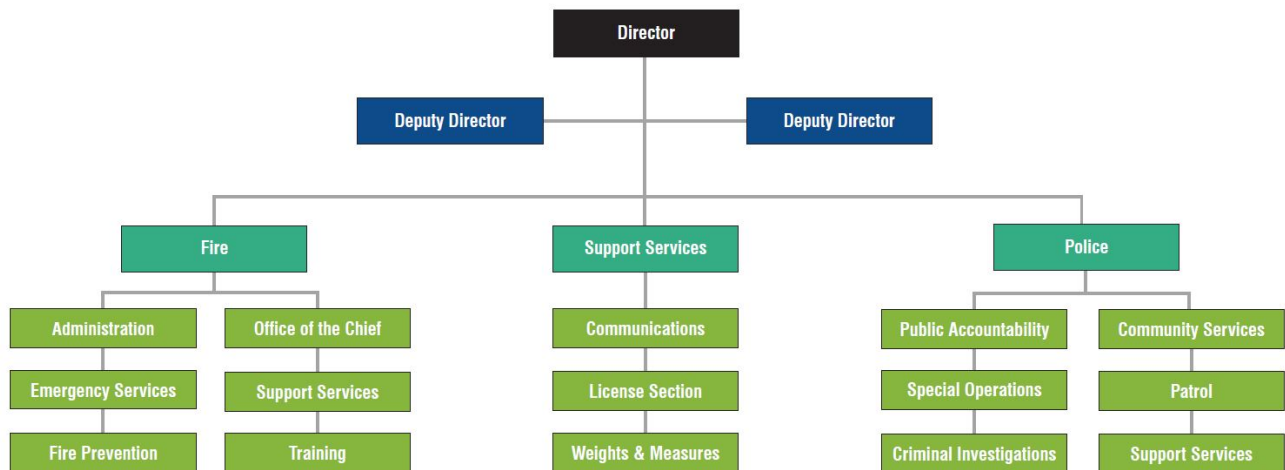 Director
Deputy Director
Deputy Director
Fire
Support Services
Police
Administration
Office of the Chief
Communications
Public Accountability
Community Services
Emergency Services
Support Services
License Section
Special Operations
Patrol
Fire Prevention
Training
Weights & Measures
Criminal Investigations
Support Services